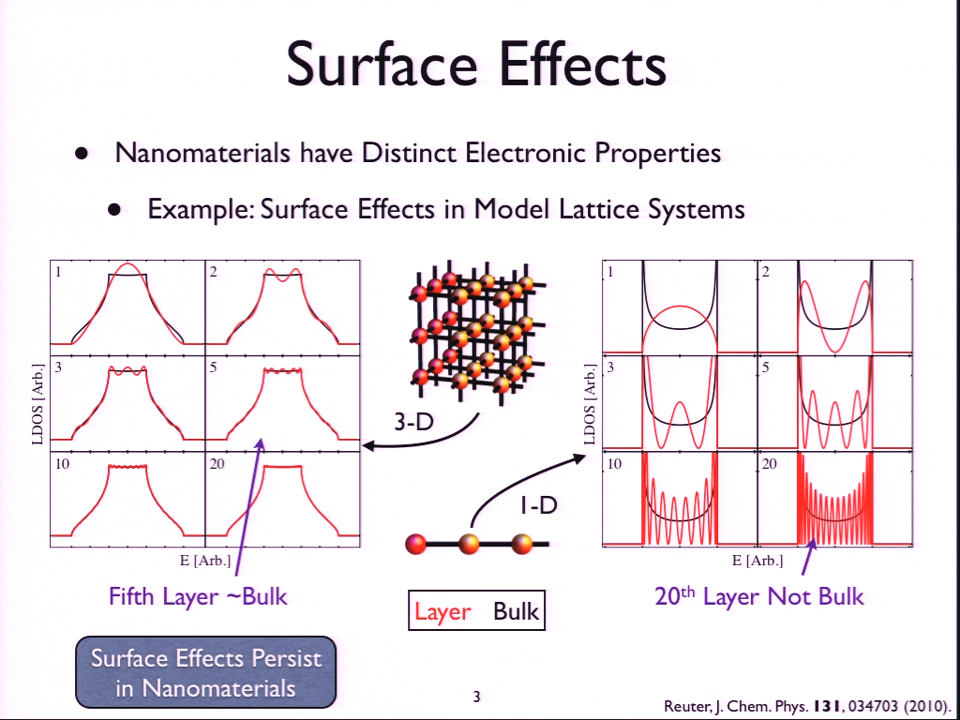 Surface Effects
• Nanomaterials have Distinct Electronic Properties
• Example: Surface Effects in Model Lattice Systems
1
2
3
5
10
20
LDOS [Arb.]
E [Arb.]
3-D
1-D
1
2
3
5
10
20
LDOS [Arb.]
E [Arb.]
Fifth Layer ~Bulk
Layer Bulk
20th Layer Not Bulk
Surface Effects Persist
in Nanomaterials
3
Reuter, J. Chem. Phys. 131, 034703 (2010).